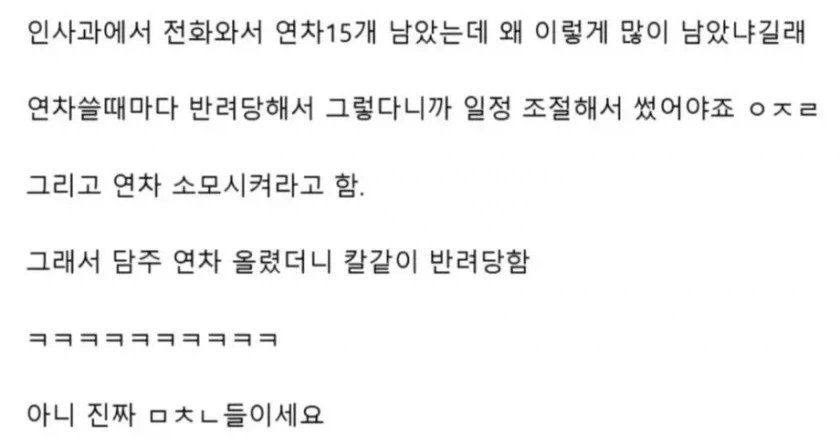 인사과에서 전화와서 연차15개 남았는데 왜 이렇게 많이 남았냐길래
연차쓸때마다 반려당해서 그렇다니까 일정 조절해서 썼어야죠 ㅇㅈㄹ
그리고 연차 소모시켜라고 함.
그래서 담주 연차 올렸더니 칼같이 반려당함
ㅋㅋㅋㅋㅋㅋㅋㅋㅋㅋ
아니 진짜 ㅁㅊㄴ들이세요